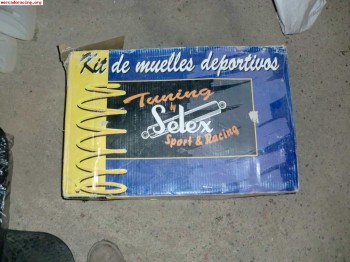 mercadoracing.org
Kit de muelles deportivos
Tuning
by
Selex
Sport & Racing